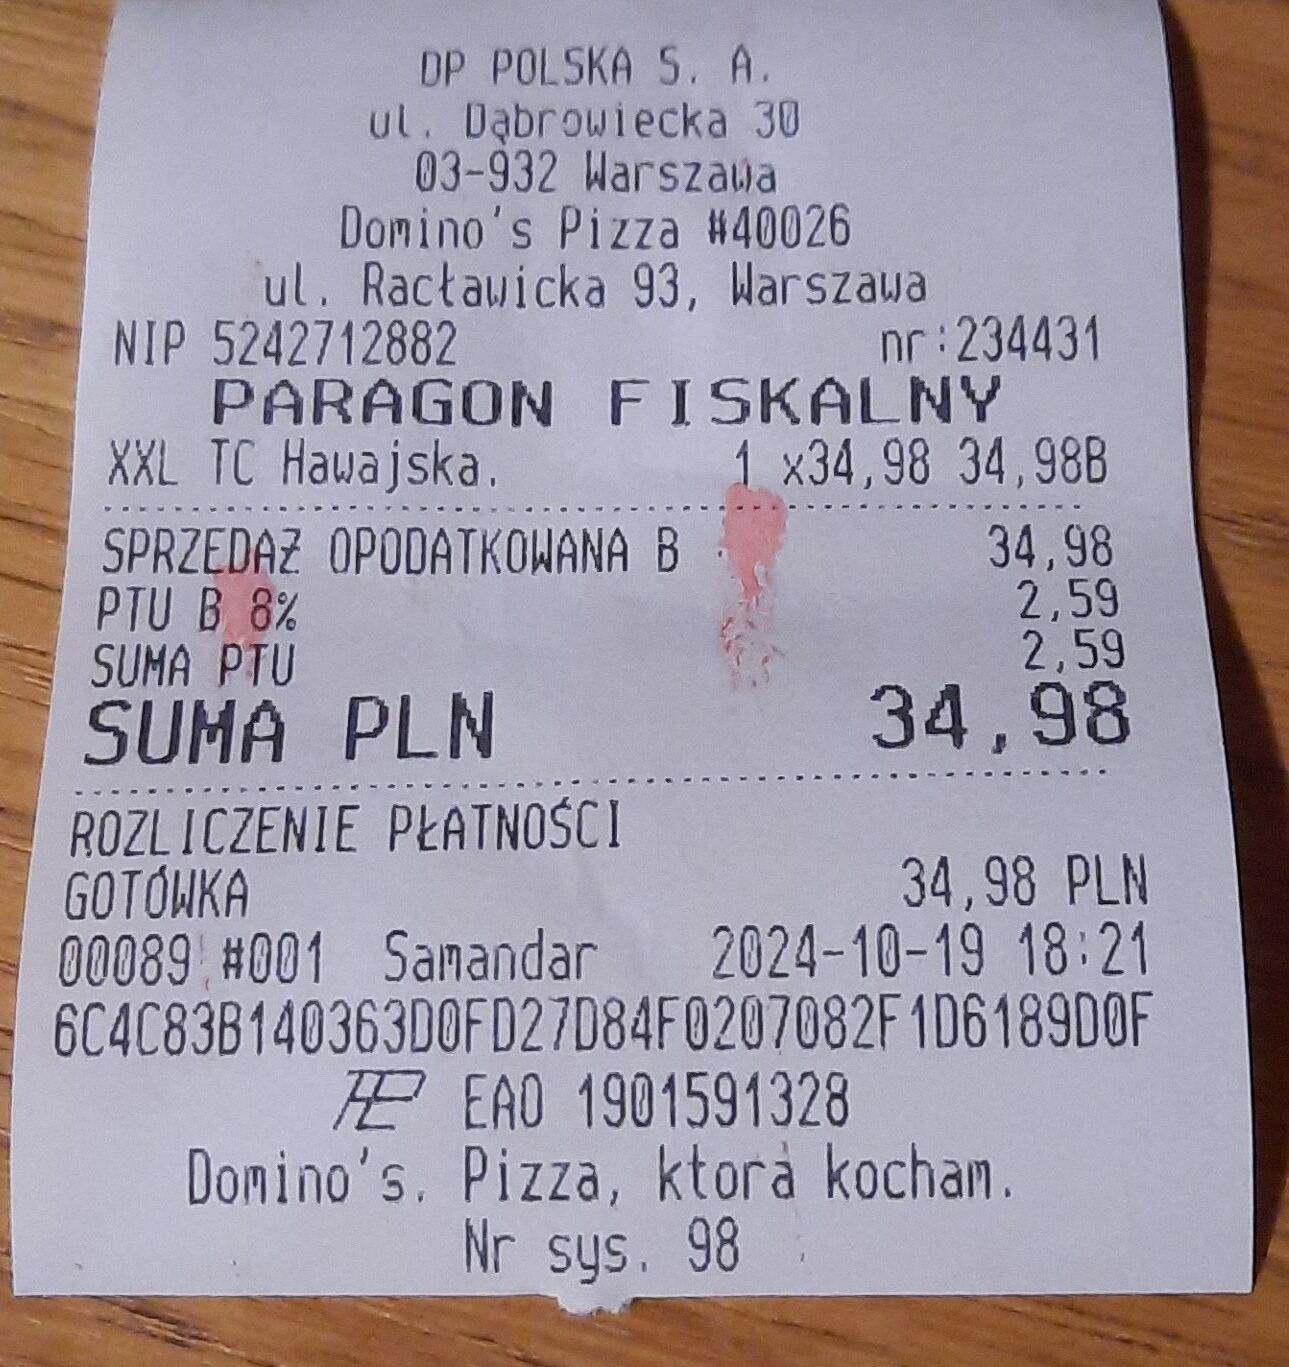 DP POLSKA S. A.
ul. Dąbrowiecka 30
03-932 Warszawa
Domino's Pizza #40026
ul. Racławicka 93, Warszawa
NIP 5242712882 nr:234431
PARAGON FISKALNY
XXL TC Hawajska. 1 x34,98 34,98B
SPRZEDAŻ OPODATKOWANA B 34,98
PTU B 8% 2,59
SUMA PTU 2,59
SUMA PLN 34,98
ROZLICZENIE PŁATNOŚCI
GOTÓWKA 34,98 PLN
00089 #001 Samandar 2024-10-19 18:21
6C4C83B140363D0FD27D84F0207082F1D6189D0F
EAO 1901591328
Domino's. Pizza, ktora kocham.
Nr sys. 98